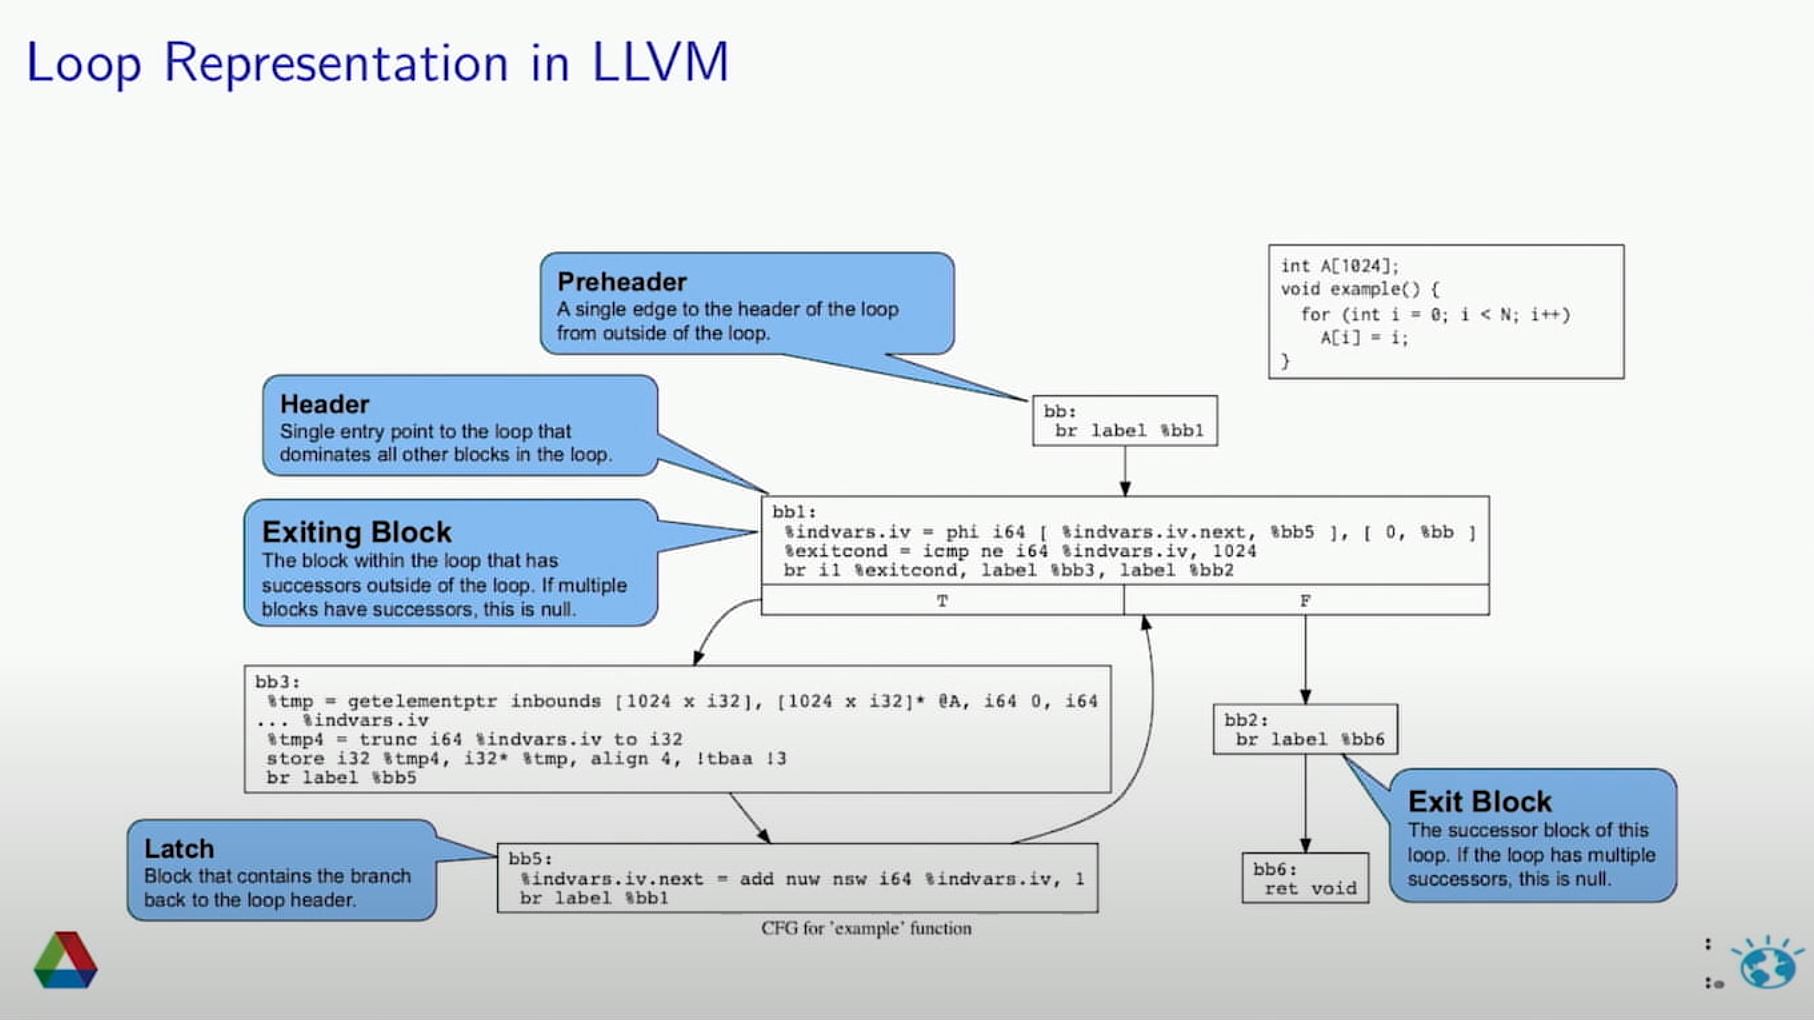 Loop Representation in LLVM
Preheader
A single edge to the header of the loop
from outside of the loop.
int A[1024];
void example() {
for (int i = 0; i < N; i++)
A[i] = i;
}
Header
Single entry point to the loop that
dominates all other blocks in the loop.
bb:
br label %bb1
Exiting Block
The block within the loop that has
successors outside of the loop. If multiple
blocks have successors, this is null.
bb1:
%indvars.iv = phi i64 [ %indvars.iv.next, %bb5 ], [ 0, %bb ]
%exitcond = icmp ne i64 %indvars.iv, 1024
br i1 %exitcond, label %bb3, label %bb2
T
F
bb3:
%tmp = getelementptr inbounds [1024 x i32], [1024 x i32]* @A, i64 0, i64
... %indvars.iv
%tmp4 = trunc i64 %indvars.iv to i32
store i32 %tmp4, i32* %tmp, align 4, !tbaa !3
br label %bb5
bb2:
br label %bb6
Exit Block
The successor block of this
loop. If the loop has multiple
successors, this is null.
Latch
Block that contains the branch
back to the loop header.
bb5:
%indvars.iv.next = add nuw nsw i64 %indvars.iv, 1
br label %bb1
bb6:
ret void
CFG for 'example' function